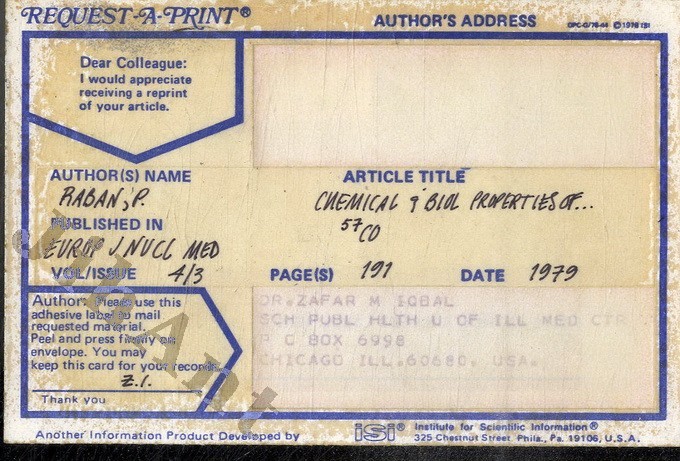 REQUEST-A-PRINT®
AUTHOR'S ADDRESS
OPC-G/76-44 © 1976 ISI
Dear Colleague:
I would appreciate
receiving a reprint
of your article.
AUTHOR(S) NAME
RABAN, P.
ARTICLE TITLE
CHEMICAL & BIOL PROPERTIES OF...
57 CO
PUBLISHED IN
EUROP J NUCL MED
VOL/ISSUE 4/3
PAGE(S) 191
DATE 1979
Author: Please use this
adhesive label to mail
requested material.
Peel and press firmly on
envelope. You may
keep this card for your records.
Z.I.
Thank you
DR. ZAFAR M IQBAL
SCH PUBL HLTH U OF ILL MED CTR
P O BOX 6998
CHICAGO ILL. 60680. USA.
Another Information Product Developed by
isi®
Institute for Scientific Information®
325 Chestnut Street Phila., Pa. 19106, U.S.A.